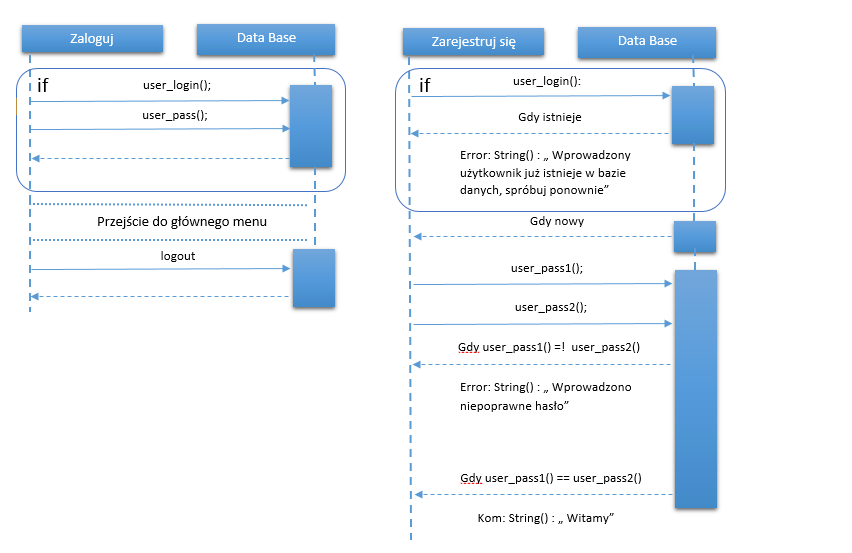 Zaloguj
Data Base
if
user_login();
user_pass();
Przejście do głównego menu
logout
Zarejestruj się
Data Base
if
user_login():
Gdy istnieje
Error: String() : „ Wprowadzony
użytkownik już istnieje w bazie
danych, spróbuj ponownie”
Gdy nowy
user_pass1();
user_pass2();
Gdy user_pass1() =! user_pass2()
Error: String() : „ Wprowadzono
niepoprawne hasło”
Gdy user_pass1() == user_pass2()
Kom: String() : „ Witamy”